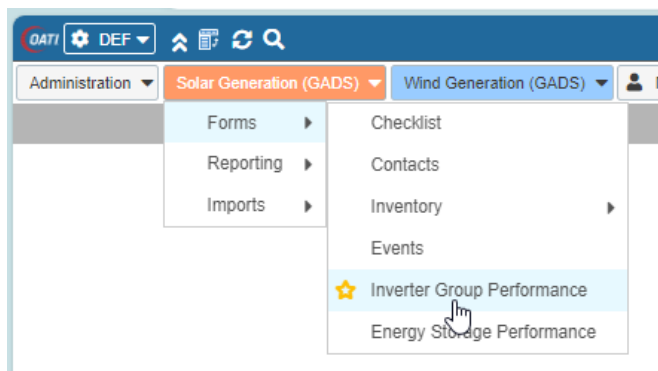 OATI DEF
Administration Solar Generation (GADS) Wind Generation (GADS)
Forms
Reporting
Imports
Checklist
Contacts
Inventory
Events
Inverter Group Performance
Energy Storage Performance